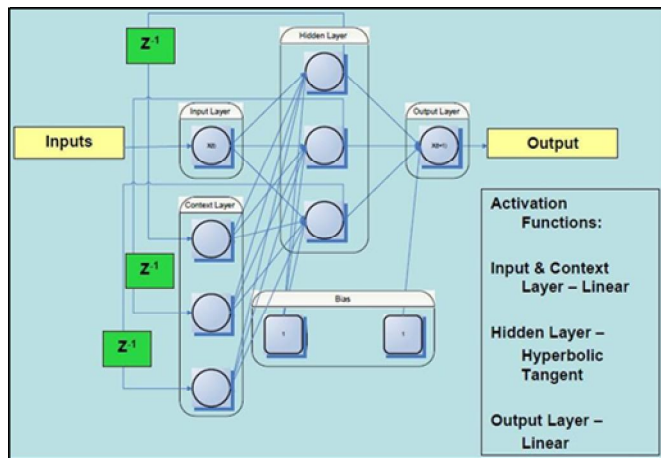 Z-1
Hidden Layer
Input Layer
Output Layer
Inputs
X(t)
X(t+1)
Output
Context Layer
Z-1
Z-1
Bias
1
1
Activation
Functions:
Input & Context
Layer – Linear
Hidden Layer –
Hyperbolic
Tangent
Output Layer –
Linear